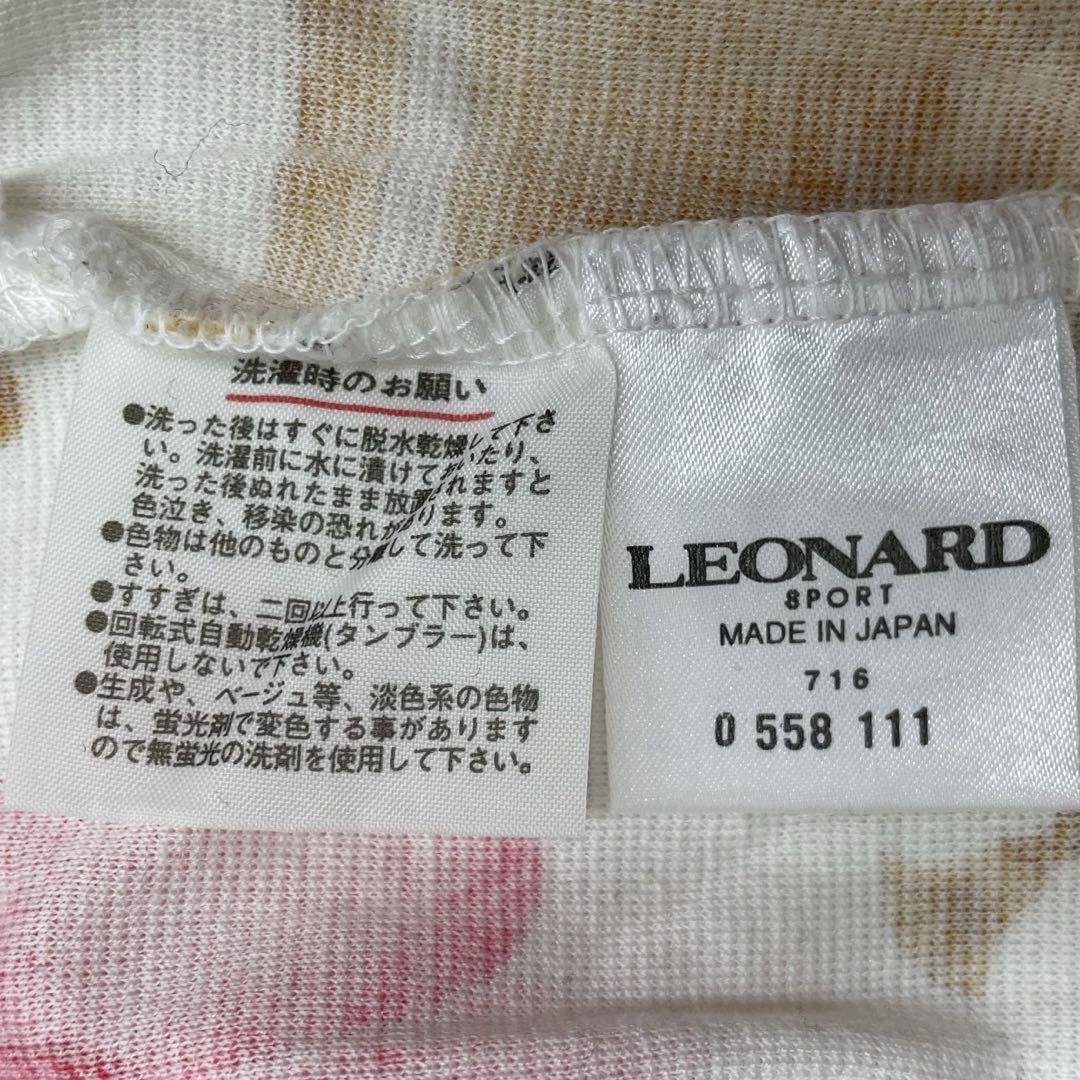 洗濯時のお願い
●洗った後はすぐに脱水乾燥して下さ
い。洗濯前に水に漬けておいたり、
洗った後ぬれたまま放置されますと
色泣き、移染の恐れがあります。
●色物は他のものと分離して洗って下
さい。
●すすぎは、二回以上行って下さい。
●回転式自動乾燥機(タンブラー)は、
使用しないで下さい。
●生成や、ベージュ等、淡色系の色物
は、蛍光剤で変色する事があります
ので無蛍光の洗剤を使用して下さい。
LEONARD
SPORT
MADE IN JAPAN
716
0 558 111